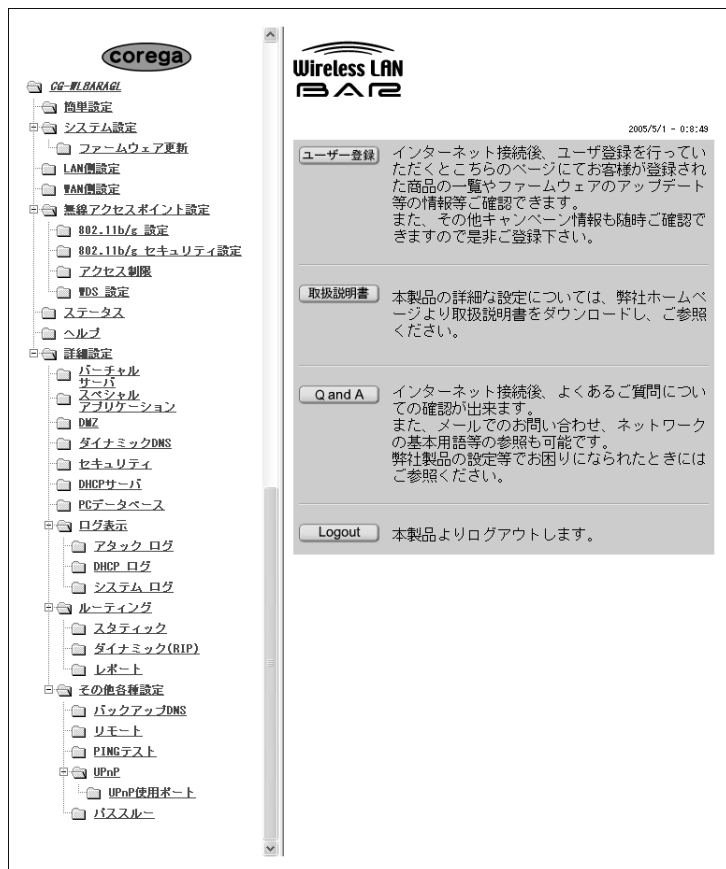 corega
CG-WLBARAGL
簡単設定
システム設定
ファームウェア更新
LAN側設定
WAN側設定
無線アクセスポイント設定
802.11b/g 設定
802.11b/g セキュリティ設定
アクセス制限
WDS 設定
ステータス
ヘルプ
詳細設定
バーチャル
サーバ
スペシャル
アプリケーション
DMZ
ダイナミックDNS
セキュリティ
DHCPサーバ
PCデータベース
ログ表示
アタック ログ
DHCP ログ
システム ログ
ルーティング
スタティック
ダイナミック(RIP)
レポート
その他各種設定
バックアップDNS
リモート
PINGテスト
UPnP
UPnP使用ポート
パススルー
Wireless LAN
BAR
2005/5/1 - 0:8:49
ユーザー登録
インターネット接続後、ユーザ登録を行ってい
ただくとこちらのページにてお客様が登録され
た商品の一覧やファームウェアのアップデート
等の情報等ご確認できます。
また、その他キャンペーン情報も随時ご確認で
きますので是非ご登録下さい。
取扱説明書
本製品の詳細な設定については、弊社ホームペ
ージより取扱説明書をダウンロードし、ご参照
ください。
Q and A
インターネット接続後、よくあるご質問につい
ての確認が出来ます。
また、メールでのお問い合わせ、ネットワーク
の基本用語等の参照も可能です。
弊社製品の設定等でお困りになられたときには
ご参照ください。
Logout
本製品よりログアウトします。